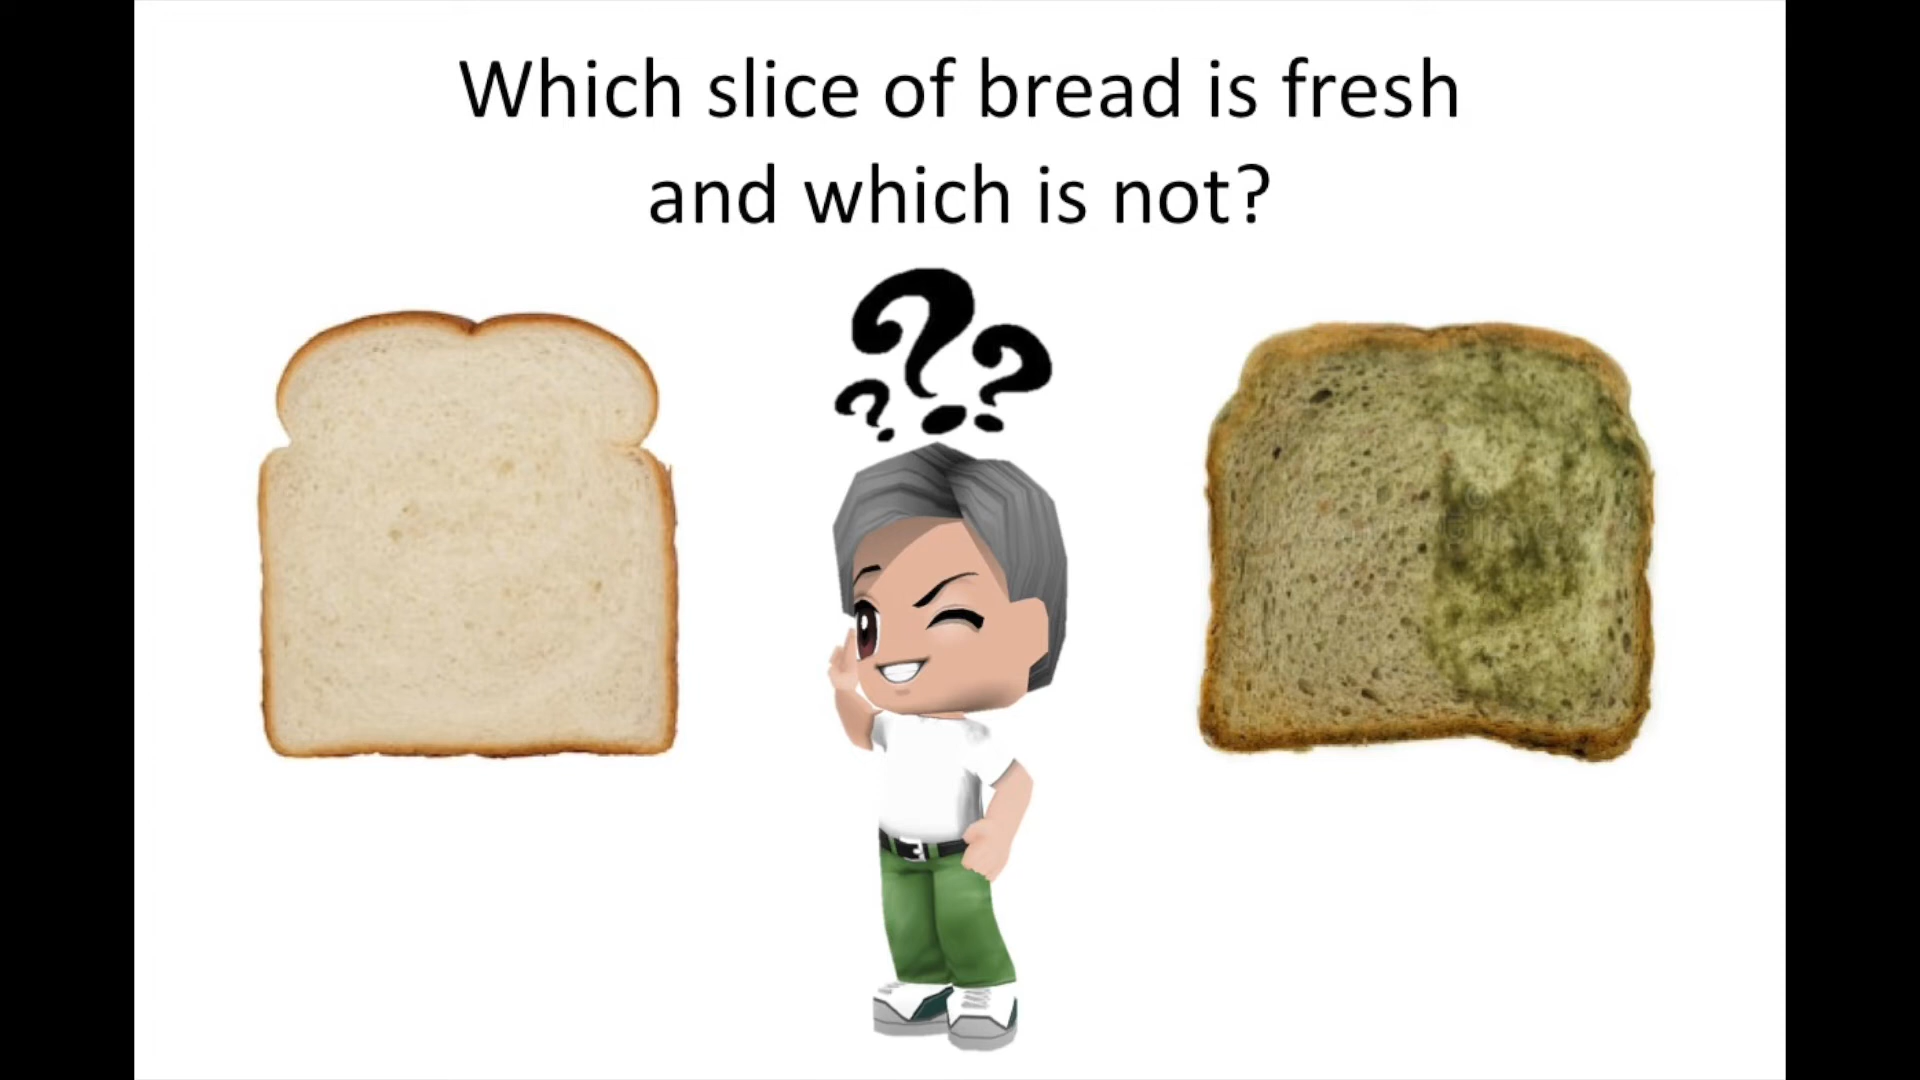 Which slice of bread is fresh
and which is not?